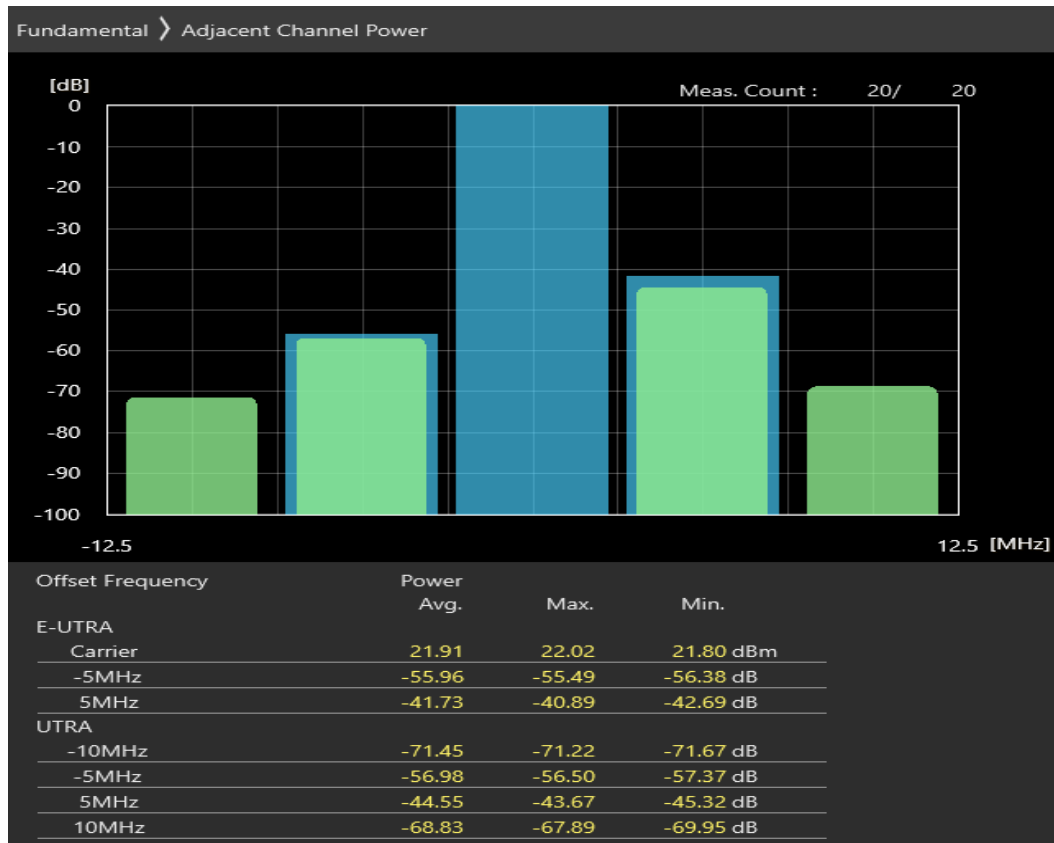 Fundamental 〉 Adjacent Channel Power
[dB]
Meas. Count : 20/ 20
0
-10
-20
-30
-40
-50
-60
-70
-80
-90
-100
-12.5 12.5 [MHz]
Offset Frequency Power
Avg. Max. Min.
E-UTRA
Carrier 21.91 22.02 21.80 dBm
-5MHz -55.96 -55.49 -56.38 dB
5MHz -41.73 -40.89 -42.69 dB
UTRA
-10MHz -71.45 -71.22 -71.67 dB
-5MHz -56.98 -56.50 -57.37 dB
5MHz -44.55 -43.67 -45.32 dB
10MHz -68.83 -67.89 -69.95 dB